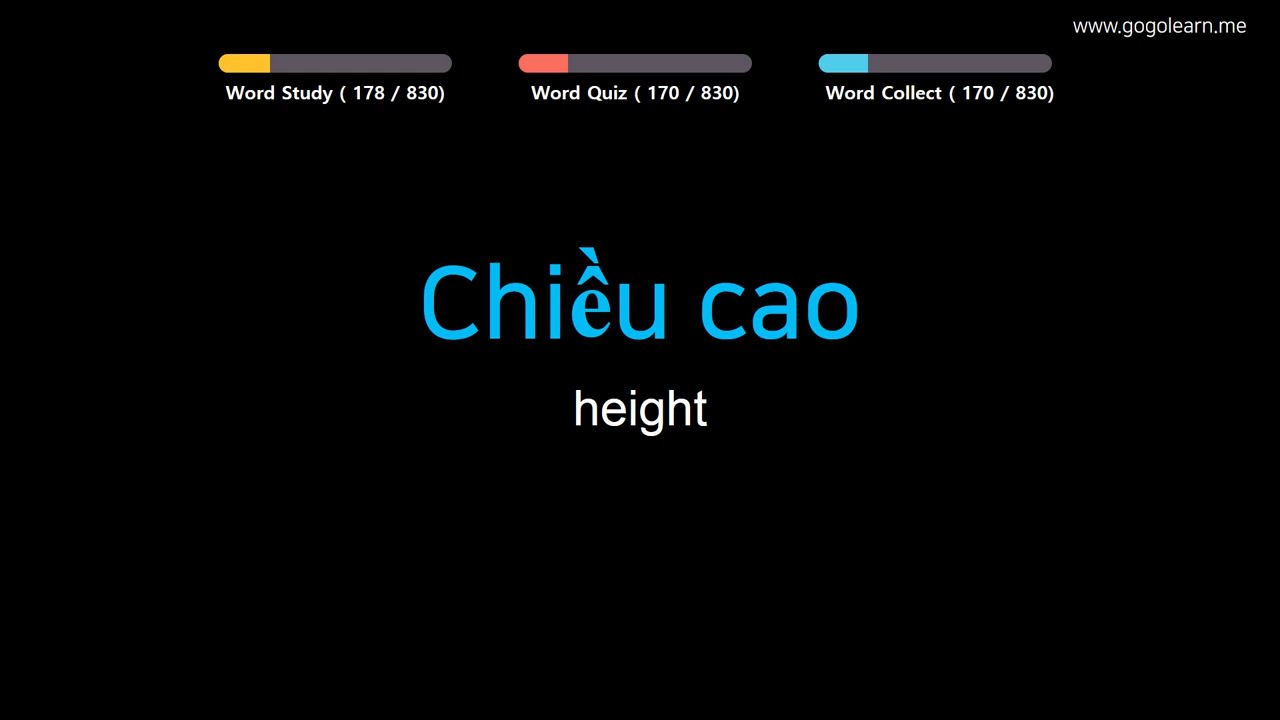 www.gogolearn.me
Word Study ( 178 / 830)
Word Quiz ( 170 / 830)
Word Collect ( 170 / 830)
Chiều cao
height